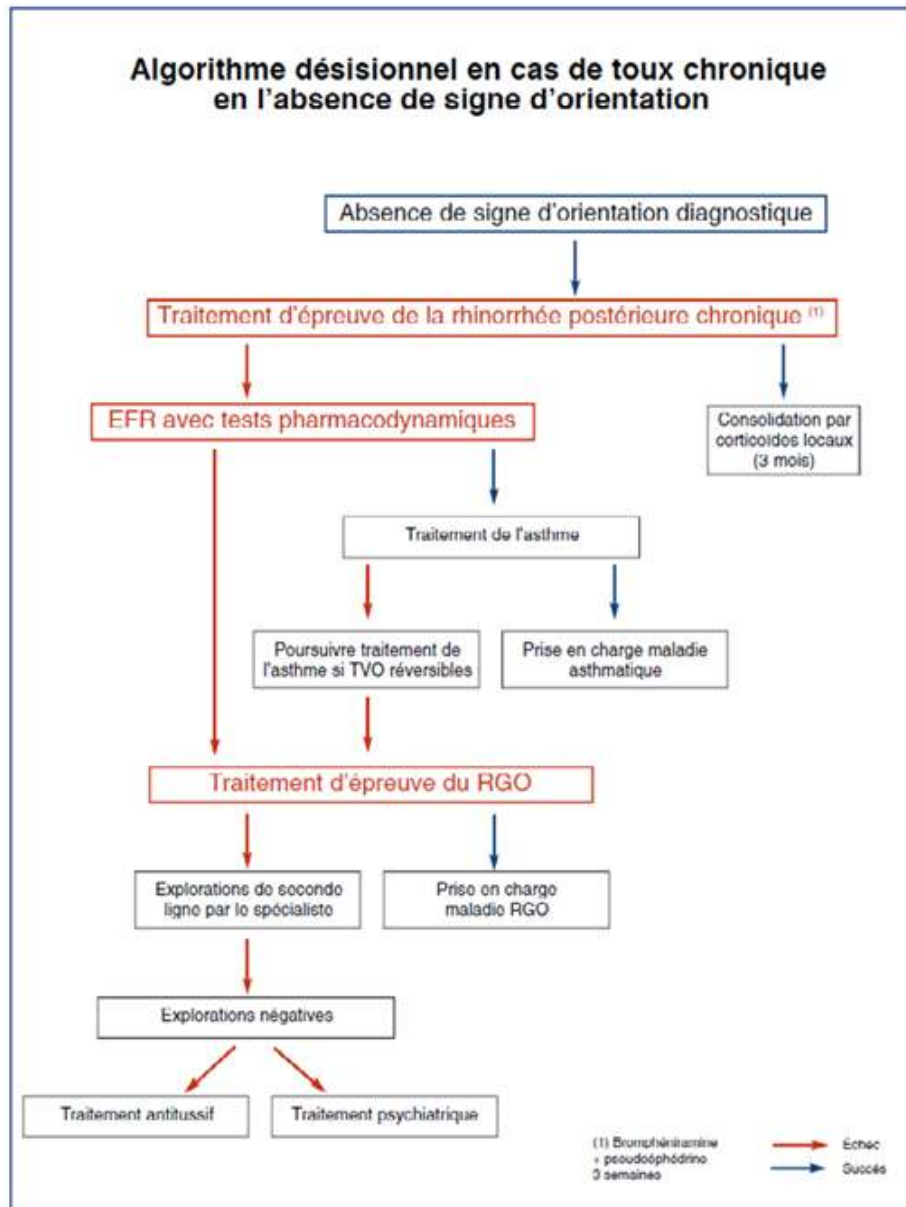 Algorithme désisionnel en cas de toux chronique
en l'absence de signe d'orientation
Absence de signe d'orientation diagnostique
Traitement d'épreuve de la rhinorrhée postérieure chronique (1)
EFR avec tests pharmacodynamiques
Consolidation par
corticoïdes locaux
(3 mois)
Traitement de l'asthme
Poursuivre traitement de
l'asthme si TVO réversibles
Prise en charge maladie
asthmatique
Traitement d'épreuve du RGO
Explorations de seconde
ligne par le spécialiste
Prise en charge
maladie RGO
Explorations négatives
Traitement antitussif
Traitement psychiatrique
(1) Bromphéniramine
+ pseudoéphédrine
3 semaines
Échec
Succès